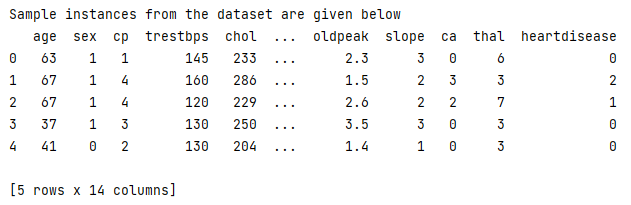 Sample instances from the dataset are given below
   age  sex  cp  trestbps  chol  ...  oldpeak  slope  ca  thal  heartdisease
0   63    1   1       145   233  ...      2.3      3   0     6             0
1   67    1   4       160   286  ...      1.5      2   3     3             2
2   67    1   4       120   229  ...      2.6      2   2     7             1
3   37    1   3       130   250  ...      3.5      3   0     3             0
4   41    0   2       130   204  ...      1.4      1   0     3             0
[5 rows x 14 columns]